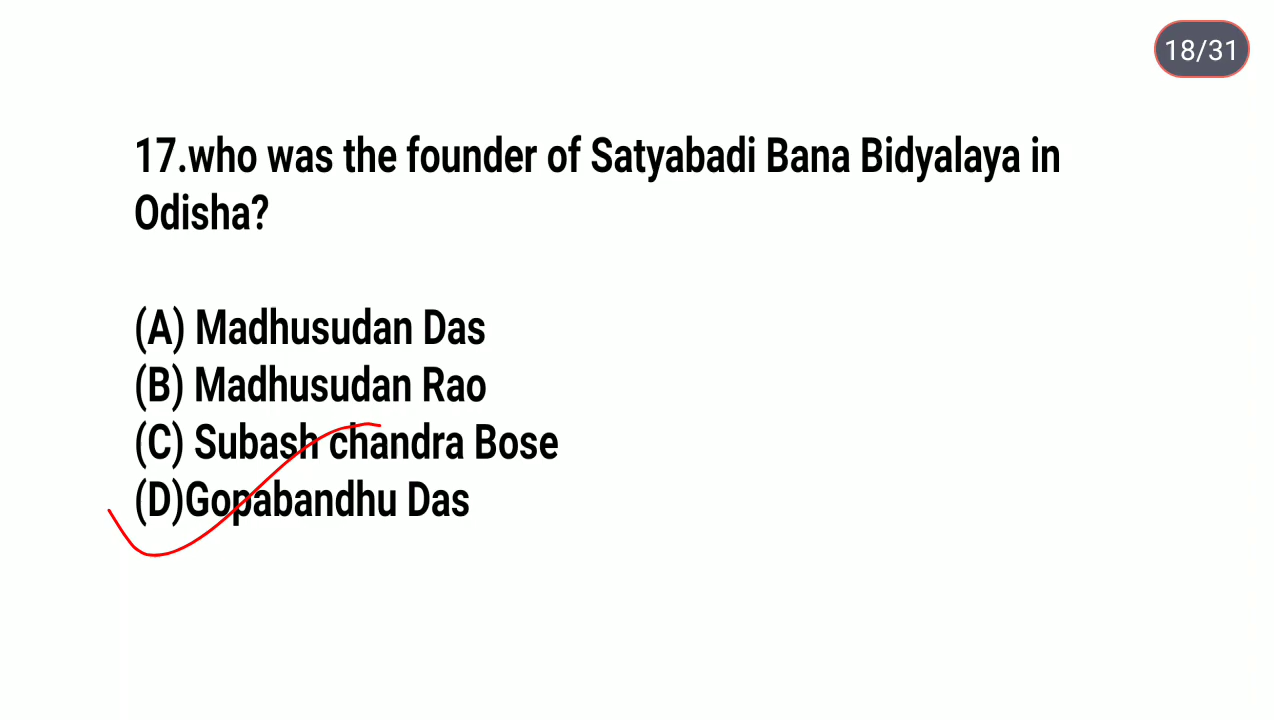 18/31
17.who was the founder of Satyabadi Bana Bidyalaya in
Odisha?
(A) Madhusudan Das
(B) Madhusudan Rao
(C) Subash chandra Bose
(D)Gopabandhu Das